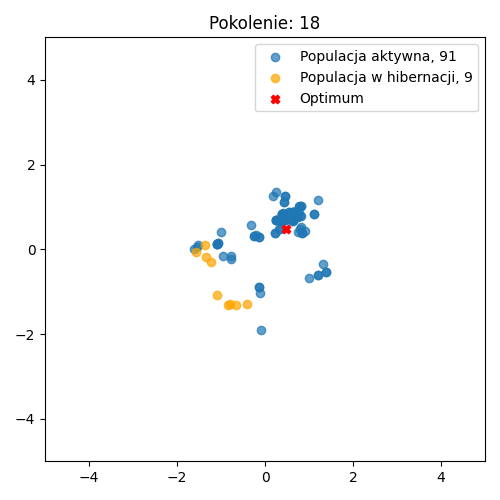 Pokolenie: 18
Populacja aktywna, 91
Populacja w hibernacji, 9
Optimum
4
2
0
−2
−4
−4
−2
0
2
4